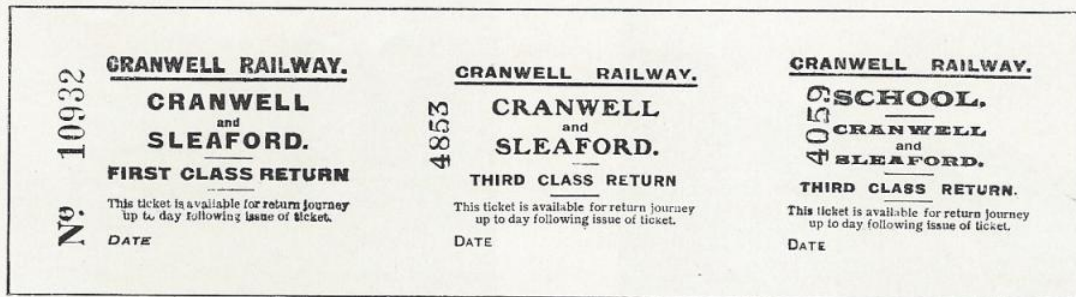 Nº 10932
CRANWELL RAILWAY.
CRANWELL
and
SLEAFORD.
FIRST CLASS RETURN
This ticket is available for return journey
up to day following issue of ticket.
DATE
4853
CRANWELL RAILWAY.
CRANWELL
and
SLEAFORD.
THIRD CLASS RETURN
This ticket is available for return journey
up to day following issue of ticket.
DATE
CRANWELL RAILWAY.
4059
SCHOOL.
CRANWELL
and
SLEAFORD.
THIRD CLASS RETURN.
This ticket is available for return journey
up to day following issue of ticket.
DATE